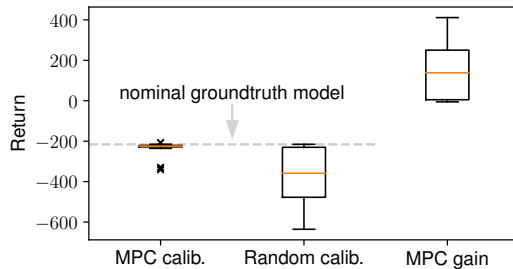 400
200
0
−200
−400
−600
Return
nominal groundtruth model
MPC calib.
Random calib.
MPC gain